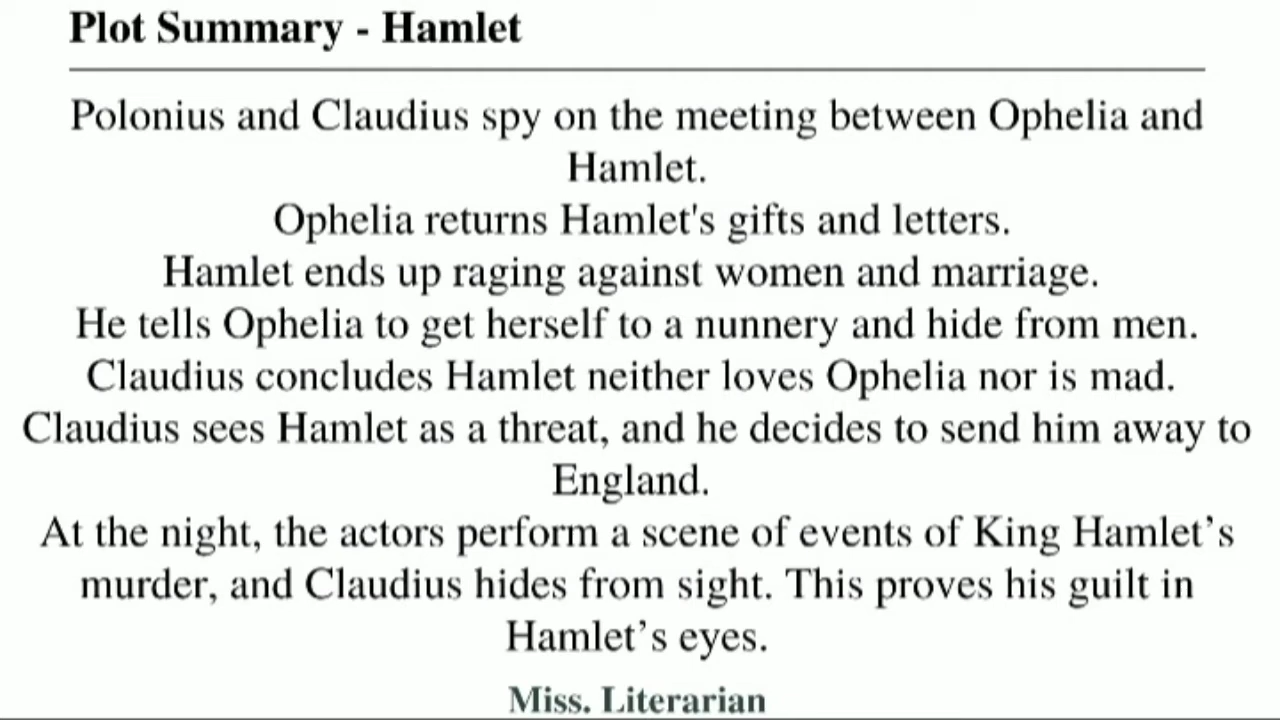 Plot Summary - Hamlet
Polonius and Claudius spy on the meeting between Ophelia and
Hamlet.
Ophelia returns Hamlet's gifts and letters.
Hamlet ends up raging against women and marriage.
He tells Ophelia to get herself to a nunnery and hide from men.
Claudius concludes Hamlet neither loves Ophelia nor is mad.
Claudius sees Hamlet as a threat, and he decides to send him away to
England.
At the night, the actors perform a scene of events of King Hamlet’s
murder, and Claudius hides from sight. This proves his guilt in
Hamlet’s eyes.
Miss. Literarian